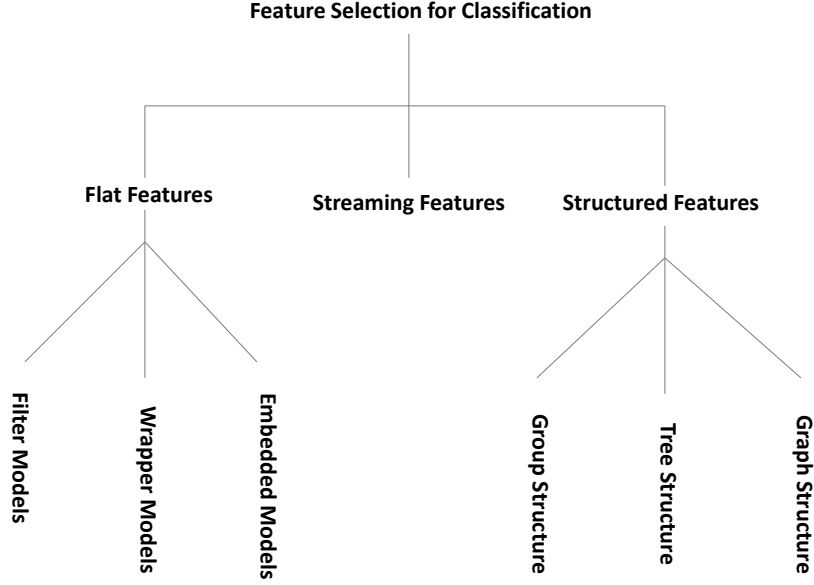 Feature Selection for Classification
Flat Features
Streaming Features
Structured Features
Filter Models
Wrapper Models
Embedded Models
Group Structure
Tree Structure
Graph Structure